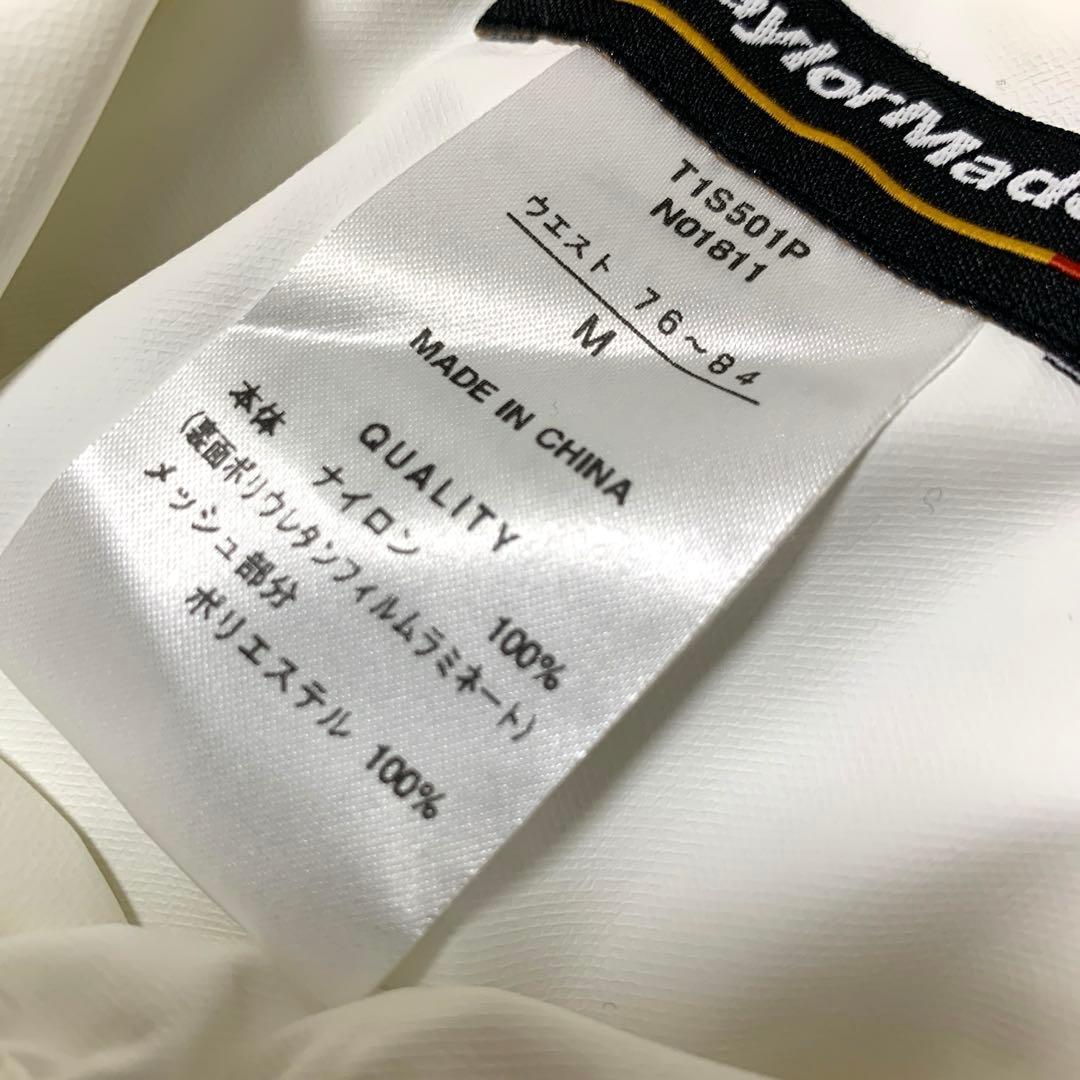 aylorMade
T1S501P
N01811
ウエスト 76~84
M
MADE IN CHINA
QUALITY
本体 ナイロン 100%
(裏面ポリウレタンフィルムラミネート)
メッシュ部分
ポリエステル 100%